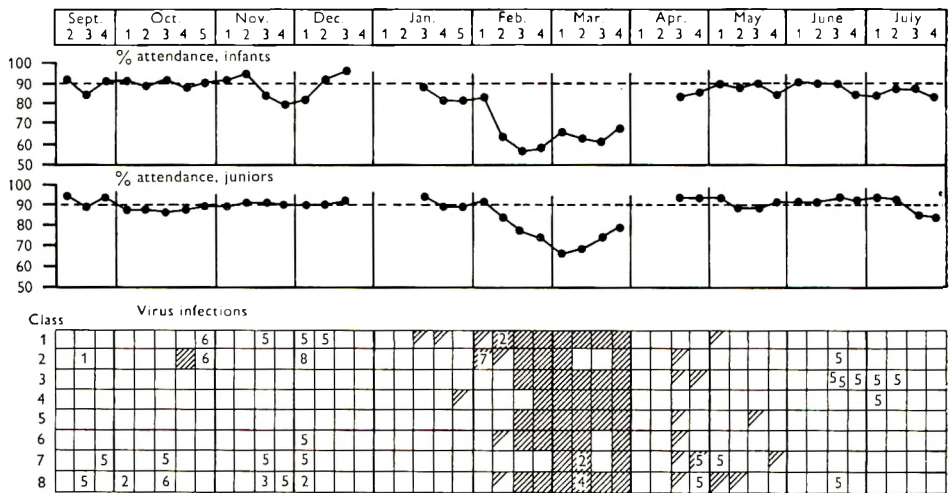 Sept. Oct. Nov. Dec. Jan. Feb. Mar. Apr. May June July
2 3 4 1 2 3 4 5 1 2 3 4 1 2 3 4 1 2 3 4 5 1 2 3 4 1 2 3 4 1 2 3 4 1 2 3 4 1 2 3 4 1 2 3 4
% attendance, infants
100
90
80
70
60
50
% attendance, juniors
100
90
80
70
60
50
Virus infections
Class
1 6 5 5 5 2
2 1 6 8 7 5
3 5 5 5 5 5
4 5
5
6 5
7 5 5 5 5 2 5 5
8 5 2 6 3 5 2 4 5 5